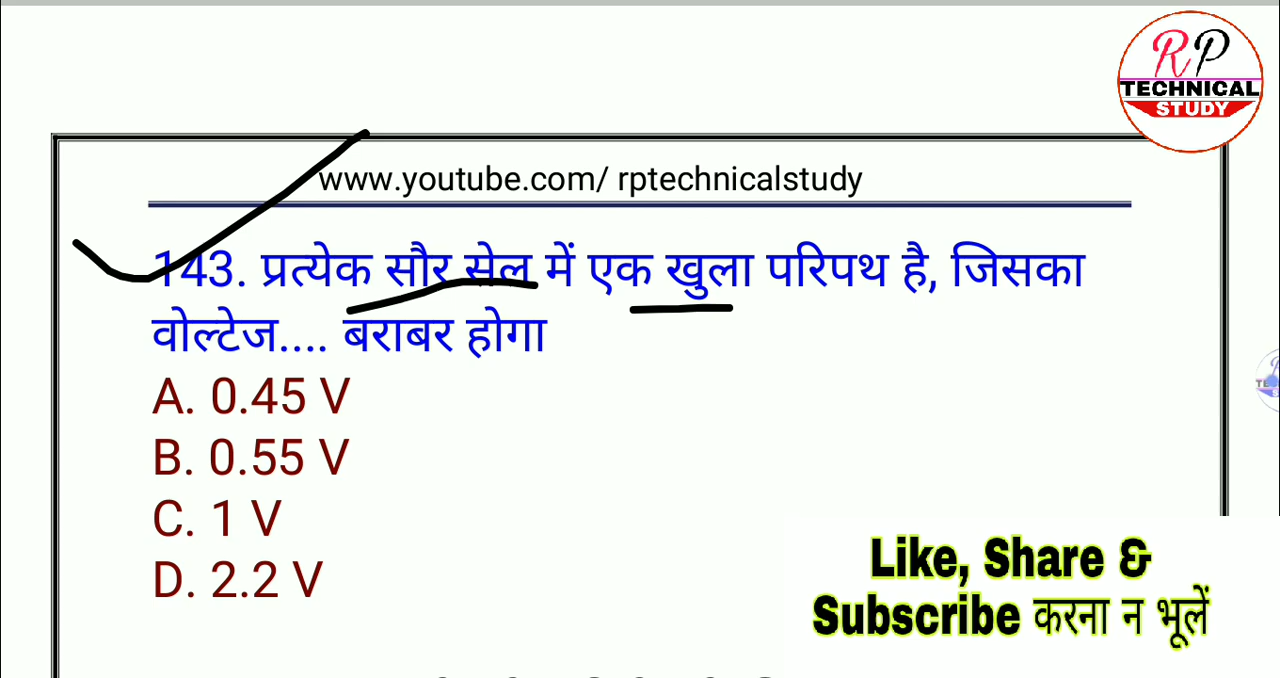 RP
TECHNICAL
STUDY
www.youtube.com/ rptechnicalstudy
143. प्रत्येक सौर सेल में एक खुला परिपथ है, जिसका
वोल्टेज.... बराबर होगा
A. 0.45 V
B. 0.55 V
C. 1 V
D. 2.2 V
Like, Share &
Subscribe करना न भूलें